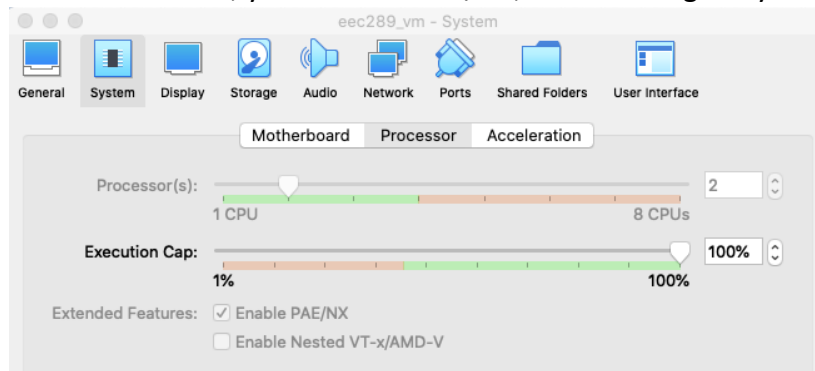 eec289_vm - System
General System Display Storage Audio Network Ports Shared Folders User Interface
Motherboard Processor Acceleration
Processor(s): 2
1 CPU 8 CPUs
Execution Cap: 100%
1% 100%
Extended Features: Enable PAE/NX
Enable Nested VT-x/AMD-V